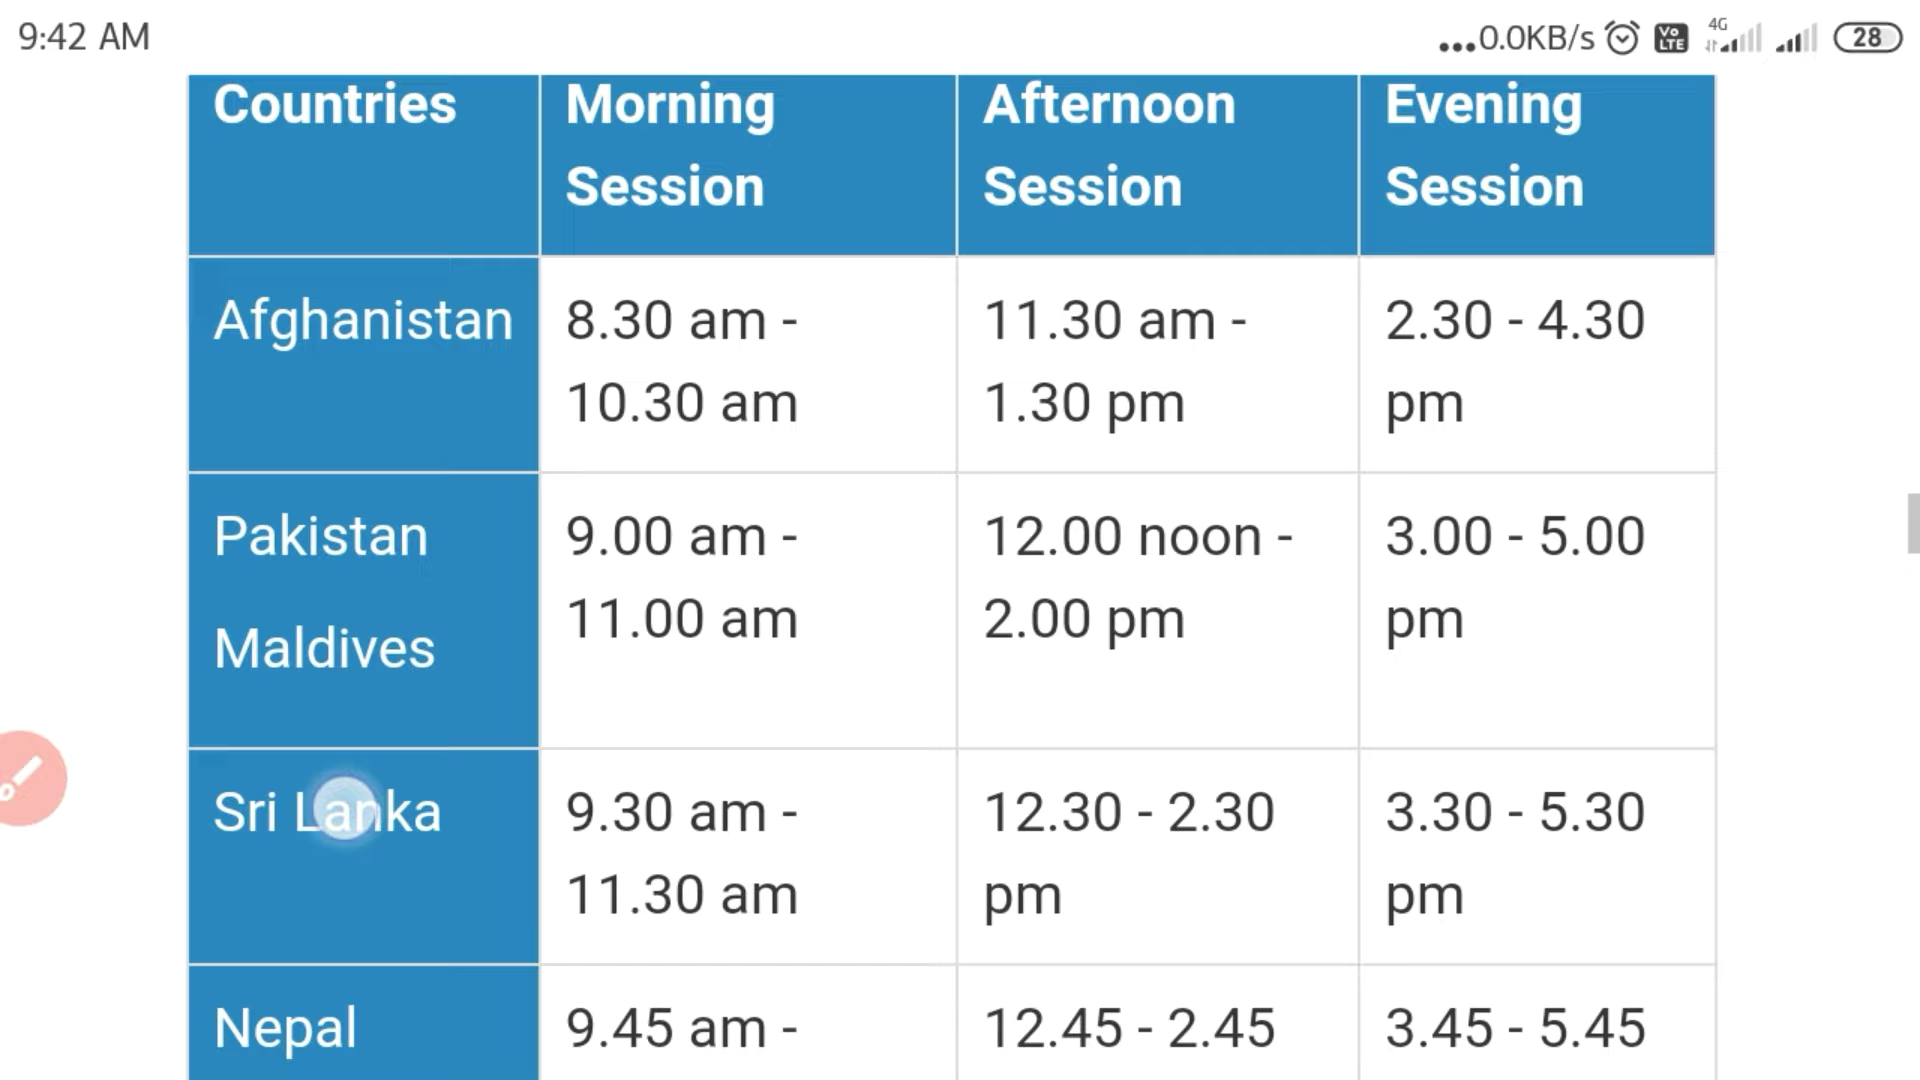 9:42 AM
...0.0KB/s Vo LTE 4G 28
Countries Morning Session Afternoon Session Evening Session
Afghanistan 8.30 am - 10.30 am 11.30 am - 1.30 pm 2.30 - 4.30 pm
Pakistan Maldives 9.00 am - 11.00 am 12.00 noon - 2.00 pm 3.00 - 5.00 pm
Sri Lanka 9.30 am - 11.30 am 12.30 - 2.30 pm 3.30 - 5.30 pm
Nepal 9.45 am - 12.45 - 2.45 3.45 - 5.45